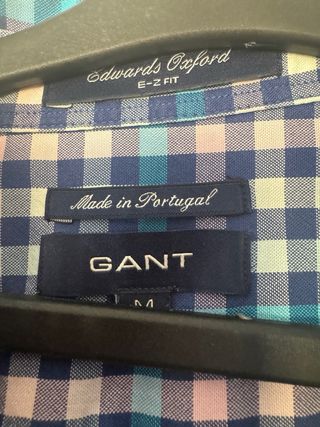 Edwards Oxford
E-Z FIT
Made in Portugal
GANT
M